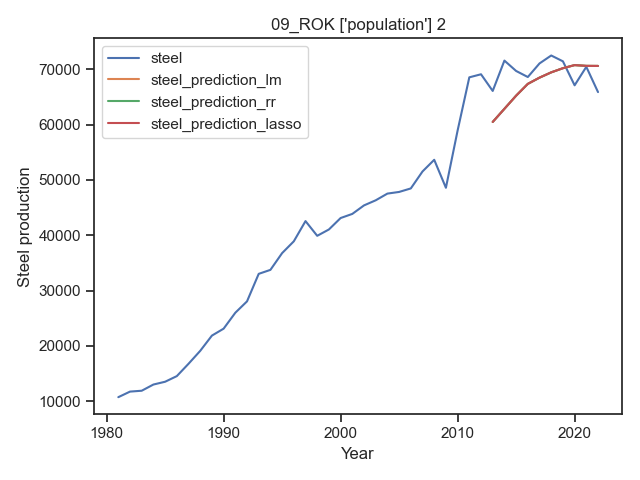 09_ROK ['population'] 2
steel
steel_prediction_lm
steel_prediction_rr
steel_prediction_lasso
Steel production
70000
60000
50000
40000
30000
20000
10000
1980 1990 2000 2010 2020
Year